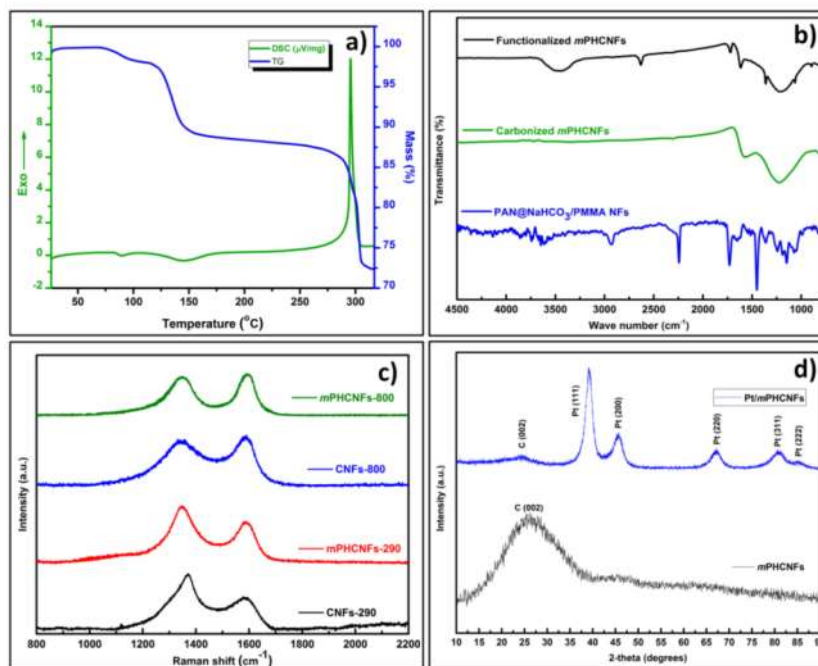 a)
DSC (μV/mg)
TG
14
12
10
8
6
4
2
0
-2
Exo
100
95
90
85
80
75
70
Mass (%)
50 100 150 200 250 300
Temperature (°C)
b)
Functionalized mPHCNFs
Carbonized mPHCNFs
PAN@NaHCO3/PMMA NFs
Transmittance (%)
4500 4000 3500 3000 2500 2000 1500 1000
Wave number (cm-1)
c)
mPHCNFs-800
CNFs-800
mPHCNFs-290
CNFs-290
Intensity (a.u.)
800 1000 1200 1400 1600 1800 2000 2200
Raman shift (cm-1)
d)
Pt/mPHCNFs
Pt (111)
Pt (200)
Pt (220)
Pt (311)
Pt (222)
C (002)
C (002)
mPHCNFs
Intensity (a.u.)
10 15 20 25 30 35 40 45 50 55 60 65 70 75 80 85 90
2-theta (degrees)